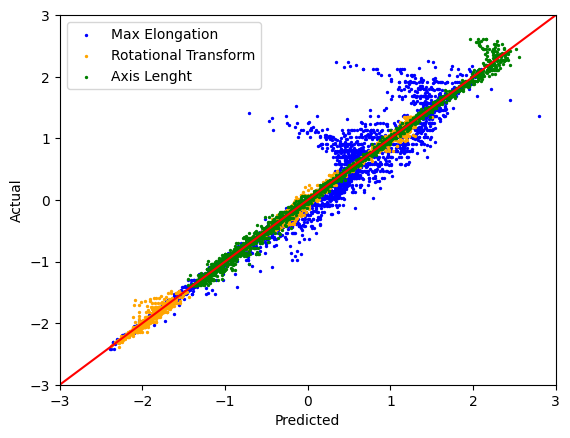 Max Elongation
Rotational Transform
Axis Lenght
3
2
1
0
−1
−2
−3
Actual
−3 −2 −1 0 1 2 3
Predicted